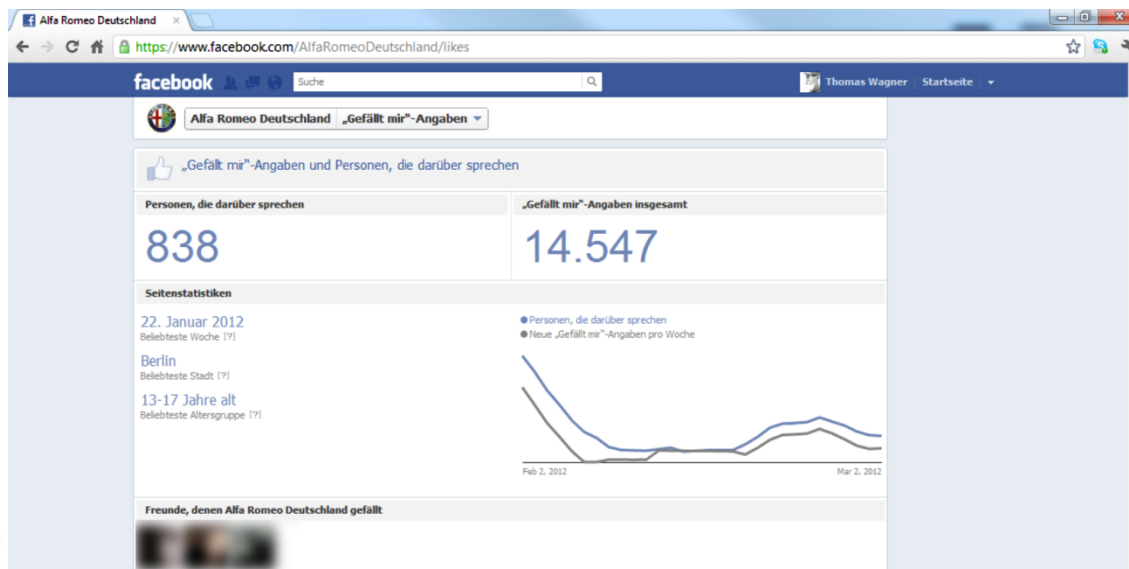 Alfa Romeo Deutschland
https://www.facebook.com/AlfaRomeoDeutschland/likes
facebook Suche Thomas Wagner Startseite
Alfa Romeo Deutschland „Gefällt mir“-Angaben
„Gefällt mir“-Angaben und Personen, die darüber sprechen
Personen, die darüber sprechen
838
„Gefällt mir“-Angaben insgesamt
14.547
Seitenstatistiken
22. Januar 2012
Beliebteste Woche [?]
Berlin
Beliebteste Stadt [?]
13-17 Jahre alt
Beliebteste Altersgruppe [?]
Personen, die darüber sprechen
Neue „Gefällt mir“-Angaben pro Woche
Feb 2, 2012 Mar 2, 2012
Freunde, denen Alfa Romeo Deutschland gefällt